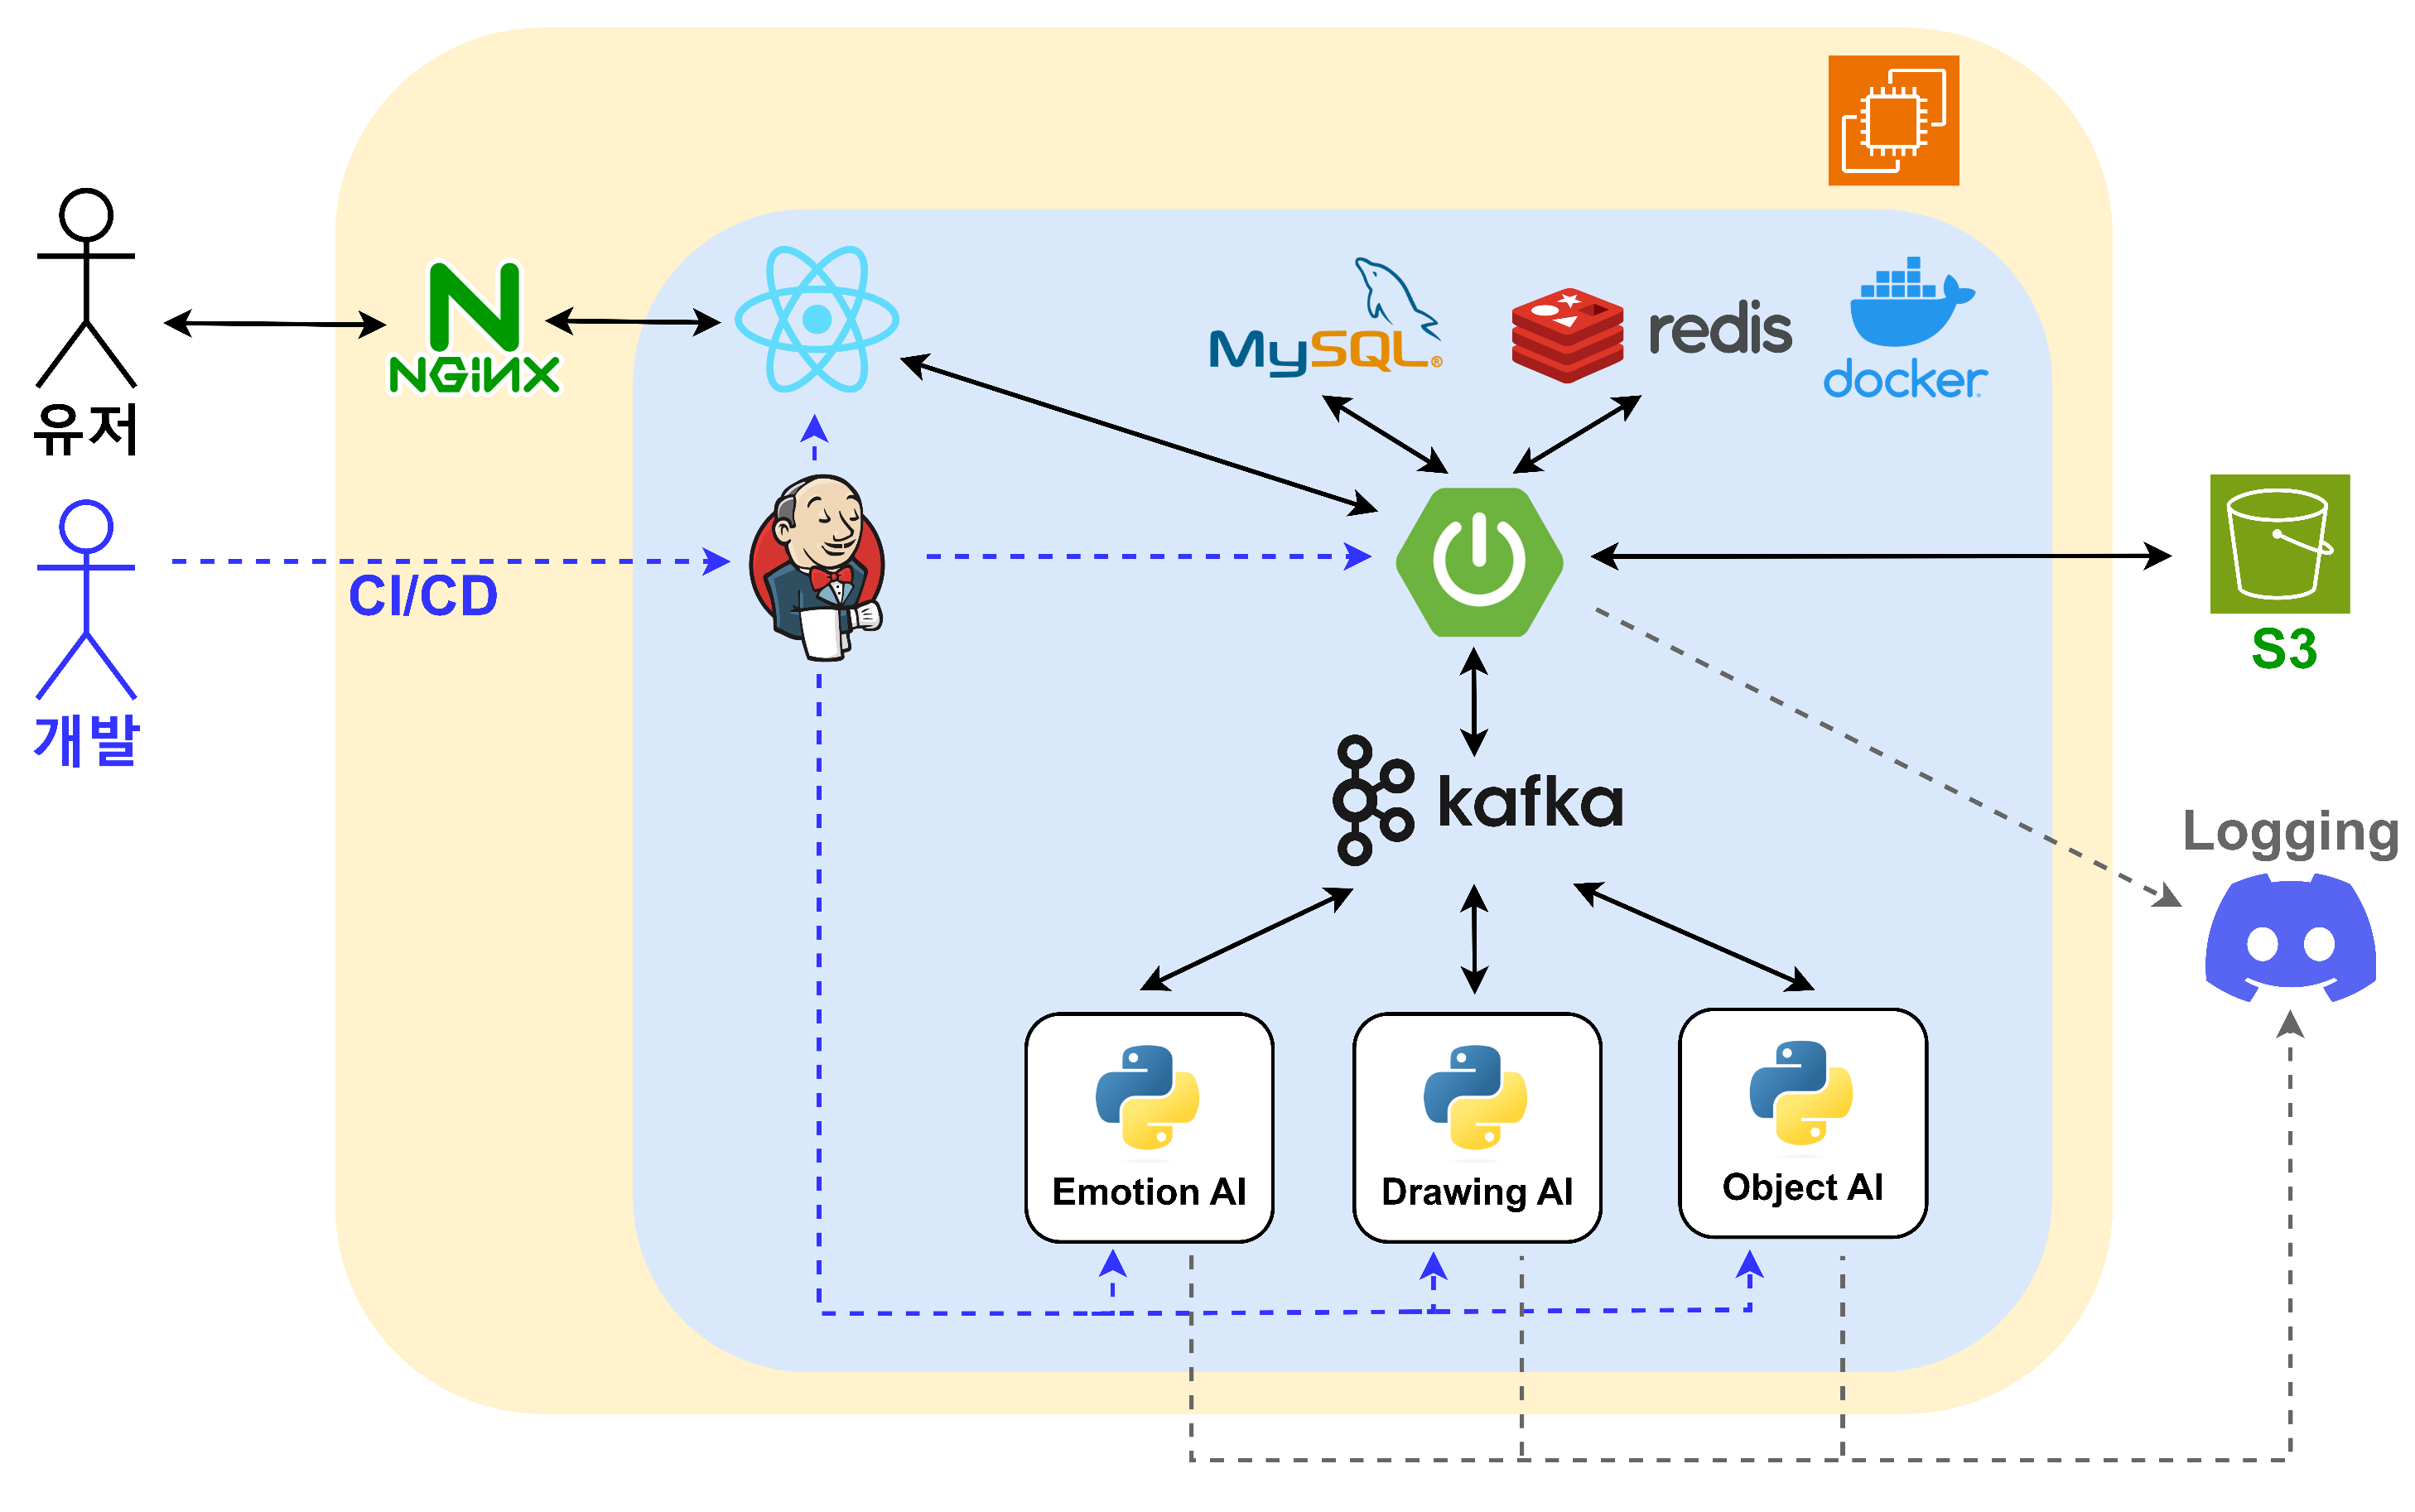 유저
NGiNX
MySQL®
redis
docker
개발
CI/CD
S3
kafka
Logging
Emotion AI
Drawing AI
Object AI